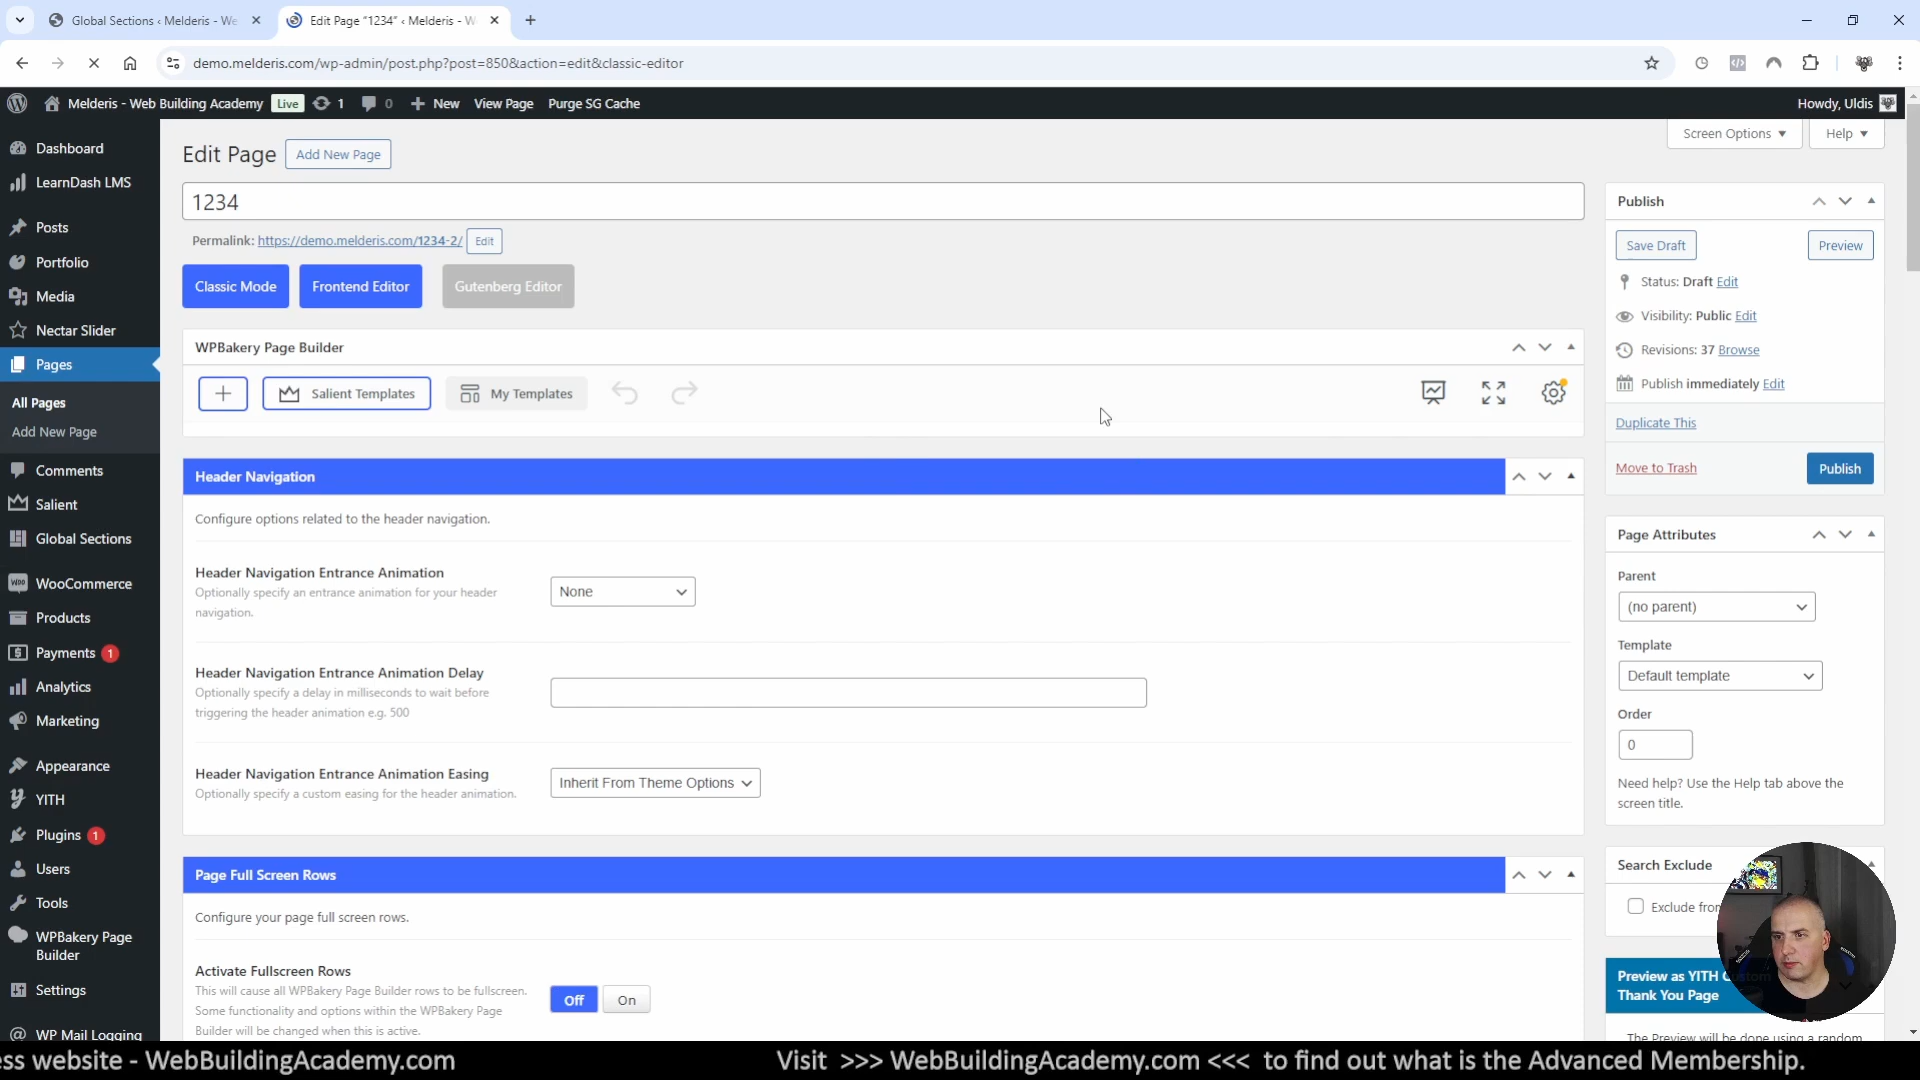 Global Sections ‹ Melderis - We
Edit Page "1234" ‹ Melderis - W
demo.melderis.com/wp-admin/post.php?post=850&action=edit&classic-editor
Melderis - Web Building Academy Live 1 0 New View Page Purge SG Cache
Howdy, Uldis
Screen Options
Help
Dashboard
LearnDash LMS
Posts
Portfolio
Media
Nectar Slider
Pages
All Pages
Add New Page
Comments
Salient
Global Sections
WooCommerce
Products
Payments 1
Analytics
Marketing
Appearance
YITH
Plugins 1
Users
Tools
WPBakery Page
Builder
Settings
WP Mail Logging
Edit Page Add New Page
1234
Permalink: https://demo.melderis.com/1234-2/ Edit
Classic Mode Frontend Editor Gutenberg Editor
WPBakery Page Builder
Salient Templates My Templates
Header Navigation
Configure options related to the header navigation.
Header Navigation Entrance Animation
Optionally specify an entrance animation for your header
navigation.
None
Header Navigation Entrance Animation Delay
Optionally specify a delay in milliseconds to wait before
triggering the header animation e.g. 500
Header Navigation Entrance Animation Easing
Optionally specify a custom easing for the header animation.
Inherit From Theme Options
Page Full Screen Rows
Configure your page full screen rows.
Activate Fullscreen Rows
This will cause all WPBakery Page Builder rows to be fullscreen.
Some functionality and options within the WPBakery Page
Builder will be changed when this is active.
Off On
Publish
Save Draft Preview
Status: Draft Edit
Visibility: Public Edit
Revisions: 37 Browse
Publish immediately Edit
Duplicate This
Move to Trash Publish
Page Attributes
Parent
(no parent)
Template
Default template
Order
0
Need help? Use the Help tab above the
screen title.
Search Exclude
Exclude from
Preview as YITH
Thank You Page
The Preview will be done using a random
ess website - WebBuildingAcademy.com
Visit >>> WebBuildingAcademy.com <<< to find out what is the Advanced Membership.